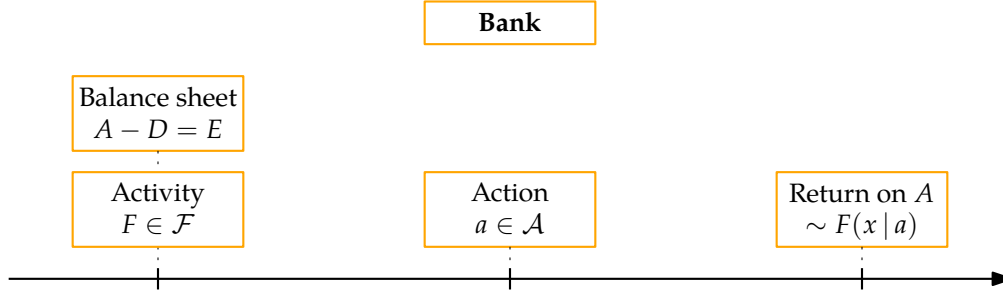 Bank
Balance sheet
A − D = E
Activity
F ∈ ℱ
Action
a ∈ 𝒜
Return on A
∼ F(x | a)